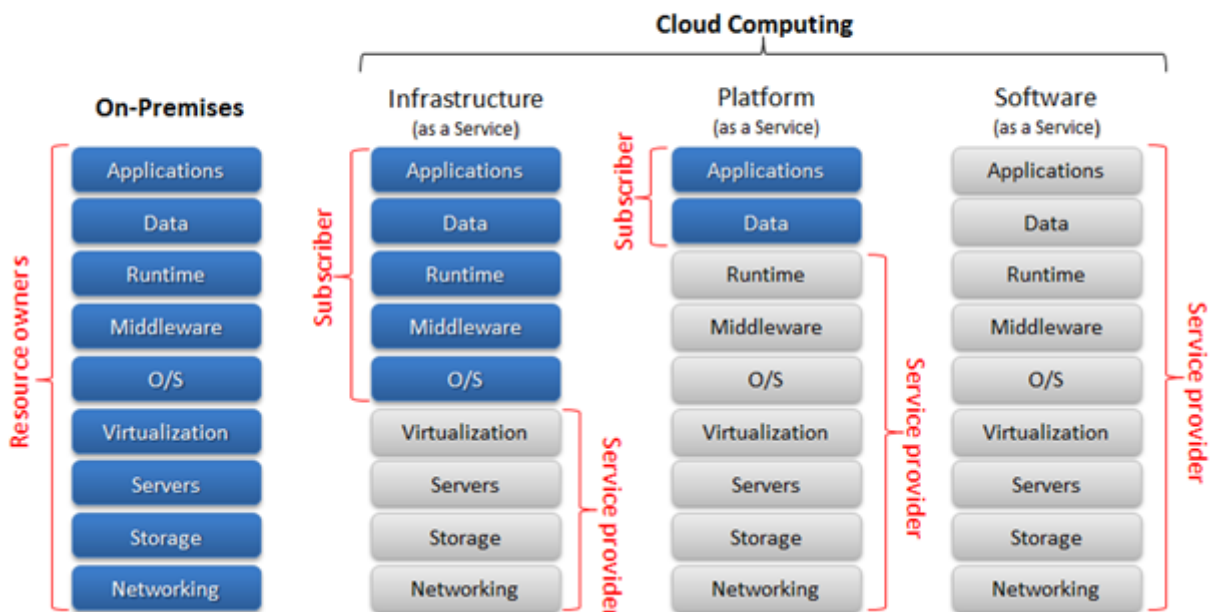 Cloud Computing
On-Premises
Infrastructure
(as a Service)
Platform
(as a Service)
Software
(as a Service)
Resource owners
Applications
Data
Runtime
Middleware
O/S
Virtualization
Servers
Storage
Networking
Subscriber
Applications
Data
Runtime
Middleware
O/S
Virtualization
Servers
Storage
Networking
Service provider
Subscriber
Applications
Data
Runtime
Middleware
O/S
Virtualization
Servers
Storage
Networking
Service provider
Applications
Data
Runtime
Middleware
O/S
Virtualization
Servers
Storage
Networking
Service provider